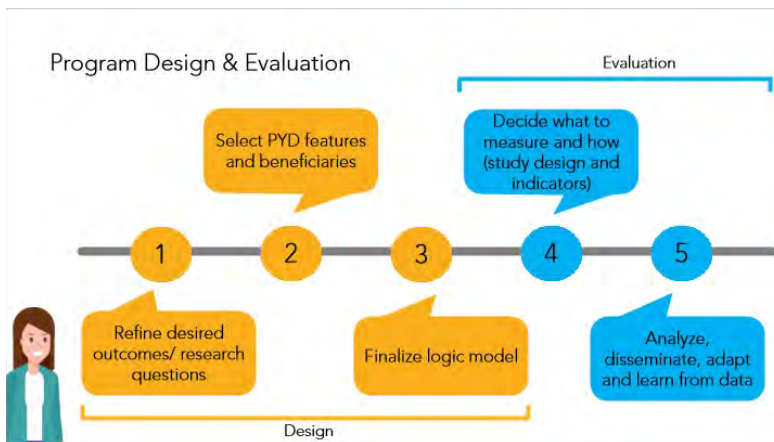 Program Design & Evaluation
Evaluation
Select PYD features
and beneficiaries
Decide what to
measure and how
(study design and
indicators)
1
2
3
4
5
Refine desired
outcomes/ research
questions
Finalize logic model
Analyze,
disseminate, adapt
and learn from data
Design